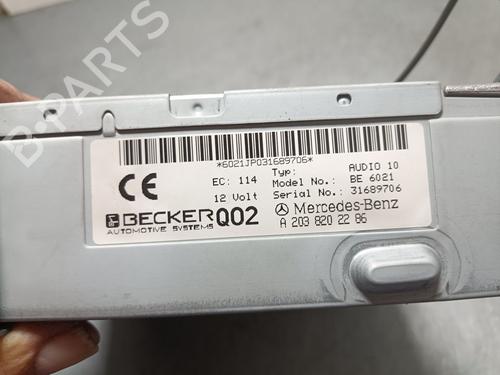 *6021JP031689706*
CE EC: 114 Typ: AUDIO 10
Model No.: BE 6021
12 Volt Serial No.: 31689706
BECKER Q02 Mercedes-Benz
AUTOMOTIVE SYSTEMS A 203 820 22 86
B-PARTS